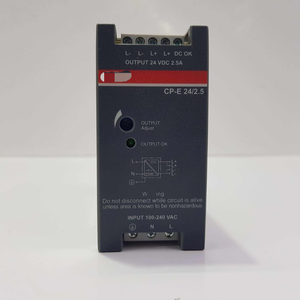 L- L- L+ L+ DC OK
OUTPUT 24 VDC 2.5A
CP-E 24/2.5
OUTPUT
Adjust
OUTPUT OK
L
N
W ing
Do not disconnect while circuit is alive
unless area is known to be nonhazardous.
INPUT 100-240 VAC
N L